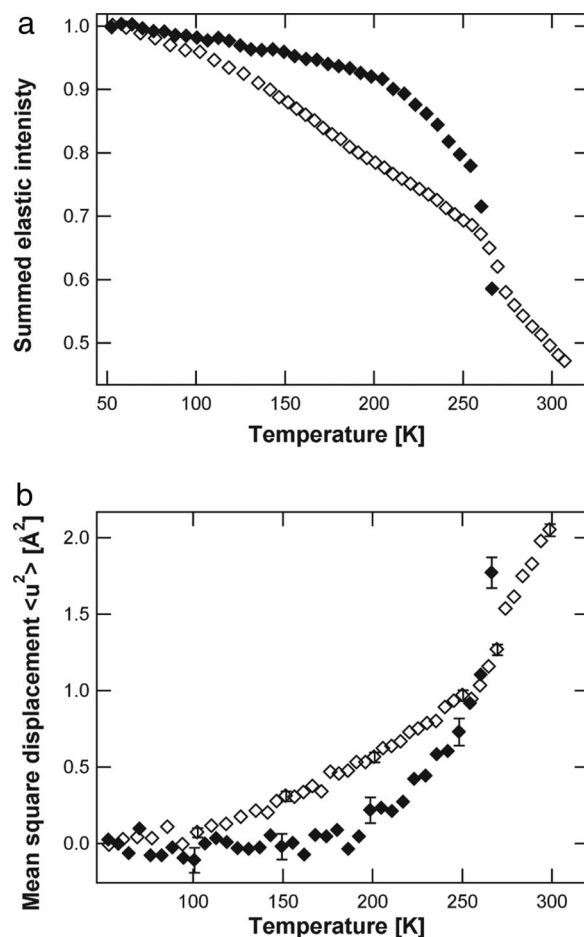 a
Summed elastic intenisty
1.0
0.9
0.8
0.7
0.6
0.5
50 100 150 200 250 300
Temperature [K]
b
Mean square displacement <u²> [Å²]
2.0
1.5
1.0
0.5
0.0
100 150 200 250 300
Temperature [K]